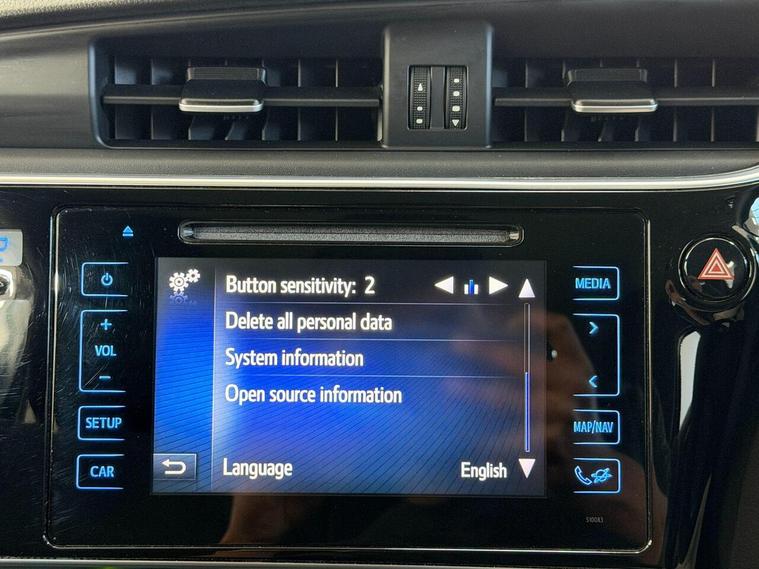 Button sensitivity: 2
Delete all personal data
System information
Open source information
Language English
VOL
SETUP
CAR
MEDIA
MAP/NAV
510083